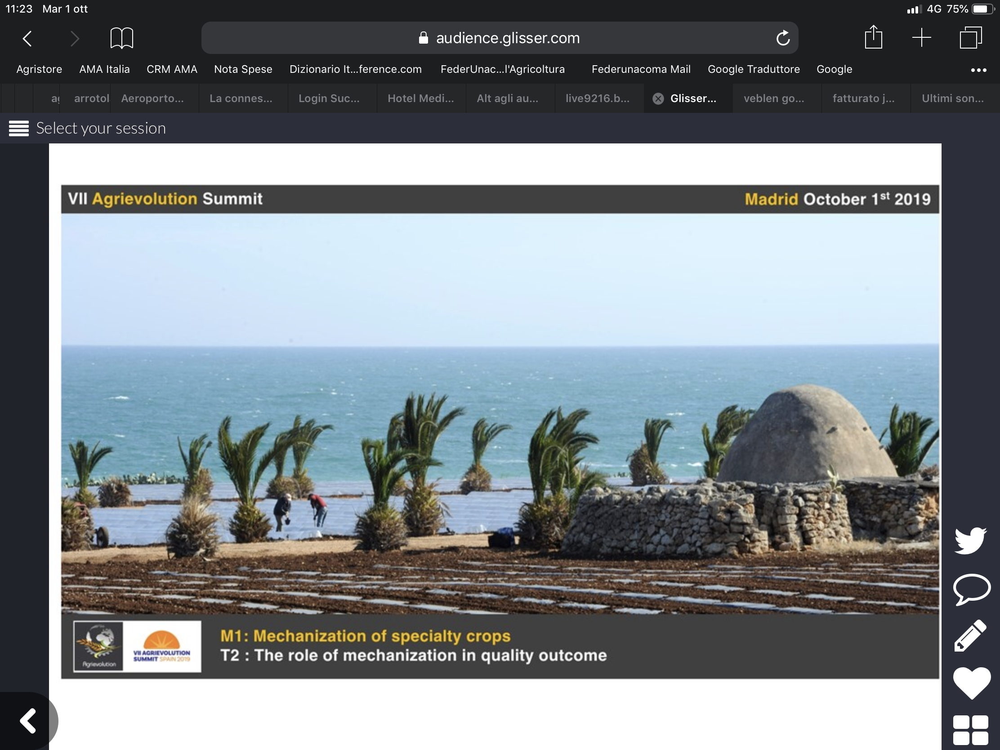 11:23 Mar 1 ott
4G 75%
audience.glisser.com
Agristore AMA Italia CRM AMA Nota Spese Dizionario It...ference.com FederUnac...l'Agricoltura Federunacoma Mail Google Traduttore Google
arrotol Aeroporto... La connes... Login Suc... Hotel Medi... Alt agli au... live9216.b... Glisser... veblen go... fatturato j... Ultimi son...
Select your session
VII Agrievolution Summit
Madrid October 1st 2019
M1: Mechanization of specialty crops
T2 : The role of mechanization in quality outcome
Agrievolution
VII AGRIEVOLUTION
SUMMIT SPAIN 2019